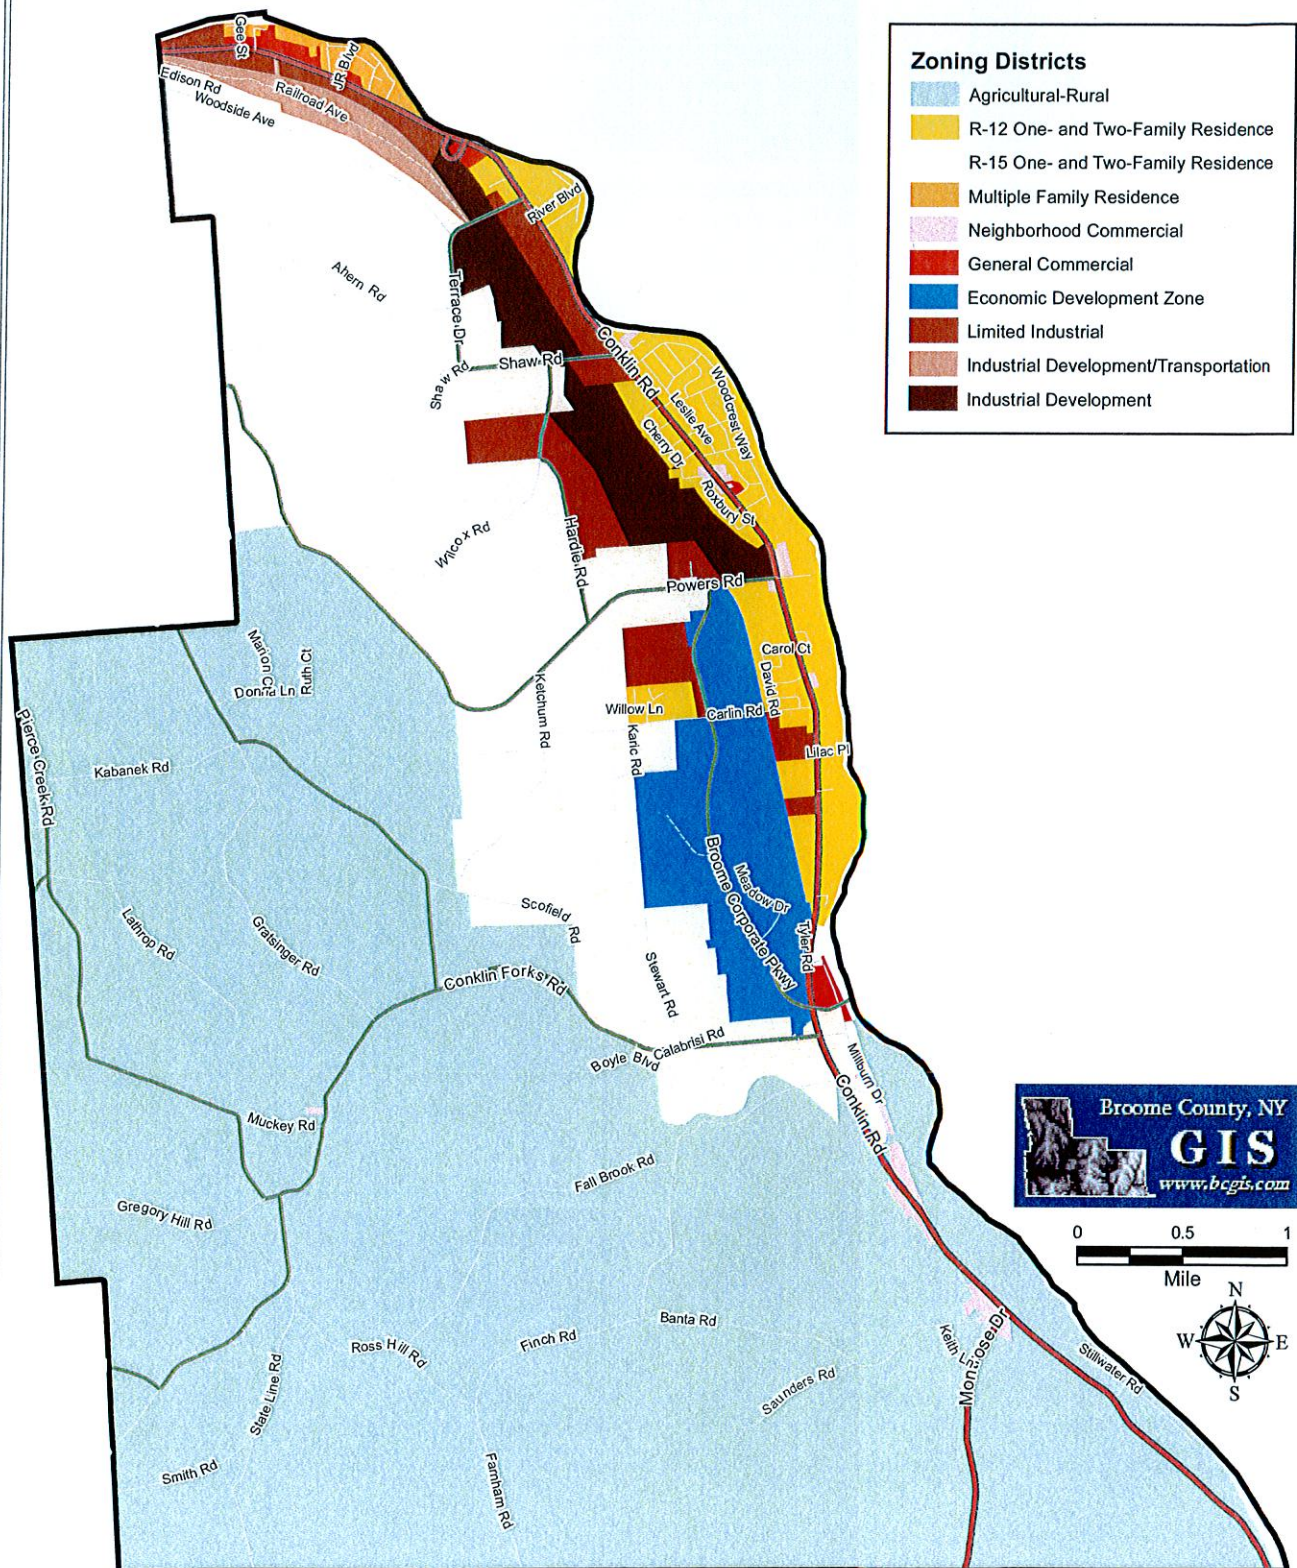 Zoning Districts
Agricultural-Rural
R-12 One- and Two-Family Residence
R-15 One- and Two-Family Residence
Multiple Family Residence
Neighborhood Commercial
General Commercial
Economic Development Zone
Limited Industrial
Industrial Development/Transportation
Industrial Development
Gee St
JR Blvd
Edison Rd
Railroad Ave
Woodside Ave
River Blvd
Ahern Rd
Terrace Dr
Conklin Rd
Shaw Rd
Shaw Rd
Woodcrest Way
Leslie Ave
Cherry Dr
Roxbury St
Wilcox Rd
Hardie Rd
Powers Rd
Marion Ct
Ruth Ct
Donna Ln
Carol Ct
David Rd
Ketchum Rd
Willow Ln
Carlin Rd
Karic Rd
Lilac Pl
Pierce Creek Rd
Kabanek Rd
Broome Corporate Pkwy
Meadow Dr
Scofield Rd
Lathrop Rd
Gratsinger Rd
Tyler Rd
Stewart Rd
Conklin Forks Rd
Calabrisi Rd
Boyle Blvd
Millburn Dr
Conklin Rd
Muckey Rd
Fall Brook Rd
Gregory Hill Rd
Broome County, NY
GIS
www.bcgis.com
0 0.5 1
Mile
N
W E
S
Banta Rd
Finch Rd
Ross Hill Rd
Keith Ln
Montrose Dr
Stillwater Rd
State Line Rd
Saunders Rd
Smith Rd
Farnham Rd